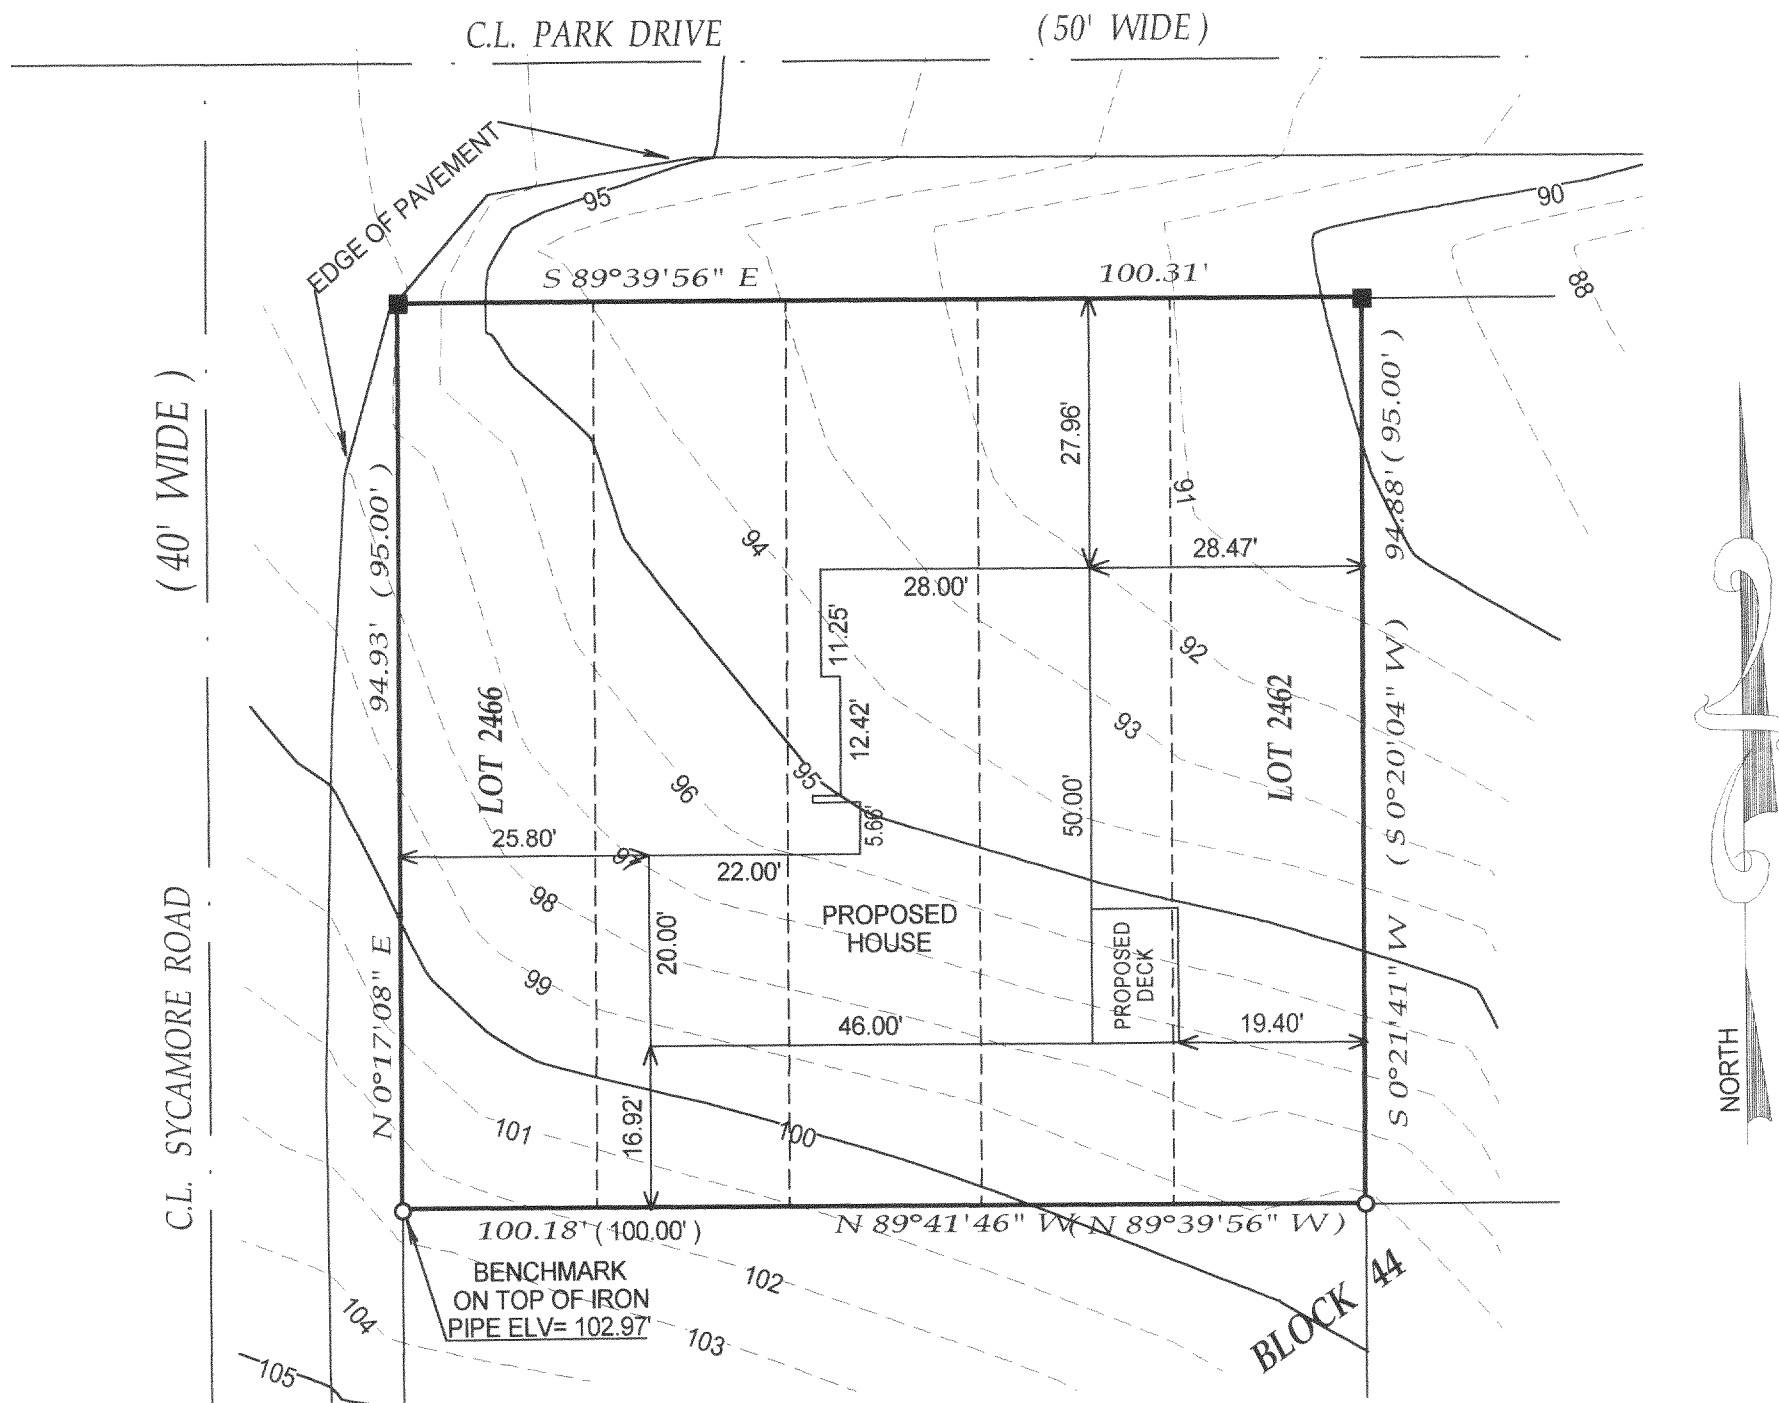 C.L. PARK DRIVE
(50' WIDE)
EDGE OF PAVEMENT
95
90
88
S 89°39'56" E
100.31'
(40' WIDE)
94.93' (95.00')
27.96'
91
94.88' (95.00')
94
28.47'
28.00'
11.25'
92
LOT 2466
12.42'
93
LOT 2462
(S 0°20'04" W)
95
96
50.00'
5.66'
25.80'
97
22.00'
98
PROPOSED
HOUSE
20.00'
PROPOSED
DECK
99
C.L. SYCAMORE ROAD
N 0°17'08" E
46.00'
19.40'
S 0°21'41" W
NORTH
16.92'
101
100
100.18' (100.00')
N 89°41'46" W (N 89°39'56" W)
BENCHMARK
ON TOP OF IRON
PIPE ELV= 102.97'
102
103
104
105
BLOCK 44